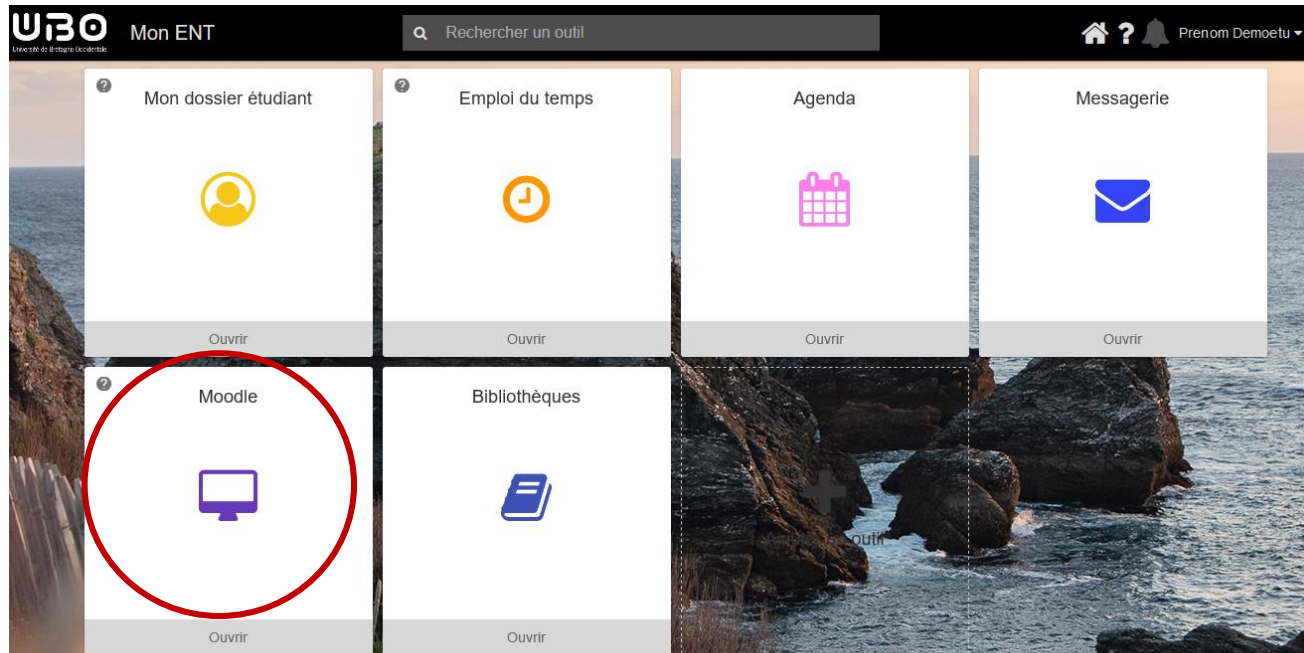 UBO
Université de Bretagne Occidentale
Mon ENT
Rechercher un outil
?
Prenom Demoetu
?
Mon dossier étudiant
Ouvrir
?
Emploi du temps
Ouvrir
Agenda
Ouvrir
Messagerie
Ouvrir
?
Moodle
Ouvrir
Bibliothèques
Ouvrir
outil